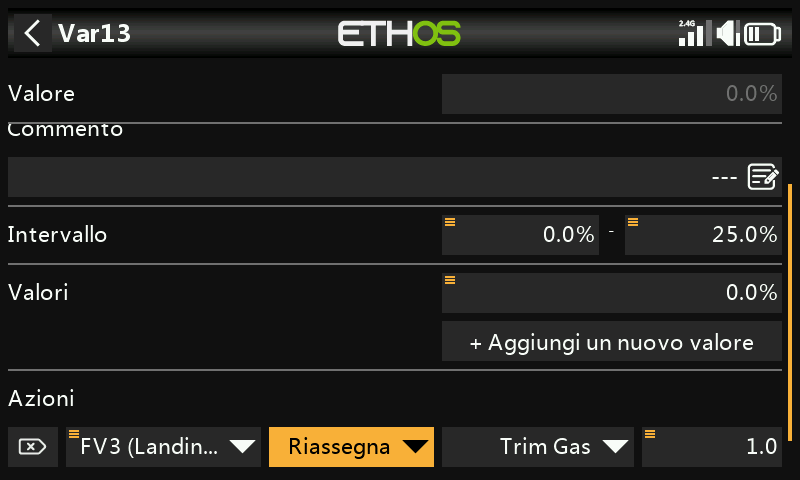 Var13
ETHOS
2.4G
Valore
0.0%
Commento
---
Intervallo
0.0% - 25.0%
Valori
0.0%
+ Aggiungi un nuovo valore
Azioni
FV3 (Landin... Riassegna Trim Gas 1.0